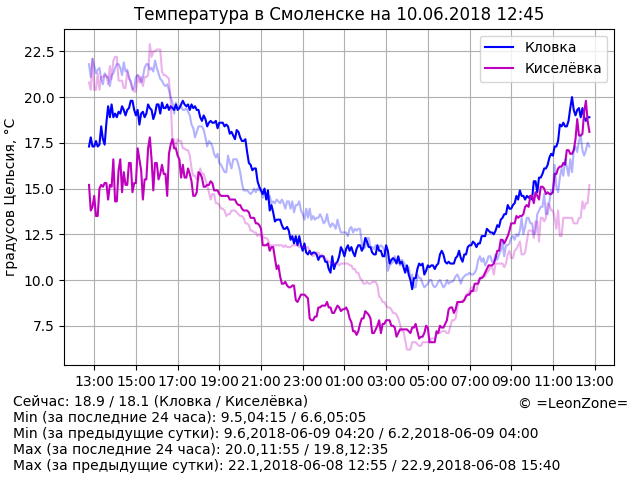 Температура в Смоленске на 10.06.2018 12:45
Кловка
Киселёвка
градусов Цельсия, °C
22.5
20.0
17.5
15.0
12.5
10.0
7.5
13:00 15:00 17:00 19:00 21:00 23:00 01:00 03:00 05:00 07:00 09:00 11:00 13:00
Сейчас: 18.9 / 18.1 (Кловка / Киселёвка)
© =LeonZone=
Min (за последние 24 часа): 9.5,04:15 / 6.6,05:05
Min (за предыдущие сутки): 9.6,2018-06-09 04:20 / 6.2,2018-06-09 04:00
Max (за последние 24 часа): 20.0,11:55 / 19.8,12:35
Max (за предыдущие сутки): 22.1,2018-06-08 12:55 / 22.9,2018-06-08 15:40